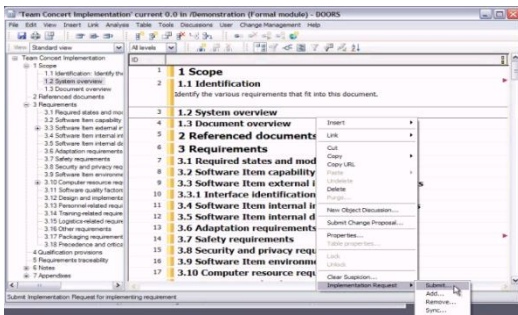 'Team Concert Implementation' current 0.0 in /Demonstration (Formal module) - DOORS
File Edit View Insert Link Analysis Table Tools Discussions User Change Management Help
View Standard view All levels
Team Concert Implementation
1 Scope
1.1 Identification: Identify the
1.2 System overview
1.3 Document overview
2 Referenced documents
3 Requirements
3.1 Required states and mod
3.2 Software Item capability
3.3 Software Item external in
3.4 Software Item internal int
3.5 Software Item internal da
3.6 Adaptation requirements
3.7 Safety requirements
3.8 Security and privacy req
3.9 Software Item environme
3.10 Computer resource req
3.11 Software quality factors
3.12 Design and implementa
3.13 Personnel-related requi
3.14 Training-related require
3.15 Logistics-related require
3.16 Other requirements
3.17 Packaging requirement
3.18 Precedence and critica
4 Qualification provisions
5 Requirements traceability
6 Notes
7 Appendixes
ID
1 1 Scope
2 1.1 Identification
Identify the various requirements that fit into this document.
3 1.2 System overview
4 1.3 Document overview
5 2 Referenced documents
6 3 Requirements
7 3.1 Required states and mod
8 3.2 Software Item capability
9 3.3 Software Item external i
10 3.3.1 Interface identification
11 3.4 Software Item internal in
12 3.5 Software Item internal d
13 3.6 Adaptation requirements
14 3.7 Safety requirements
15 3.8 Security and privacy requ
16 3.9 Software Item environme
17 3.10 Computer resource requ
Insert
Link
Cut
Copy
Copy URL
Paste
Undelete
Delete
Purge...
New Object Discussion...
Submit Change Proposal...
Properties...
Table properties...
Lock
Unlock
Clear Suspicion...
Implementation Request
Submit...
Add...
Remove...
Sync...
Submit Implementation Request for implementing requirement